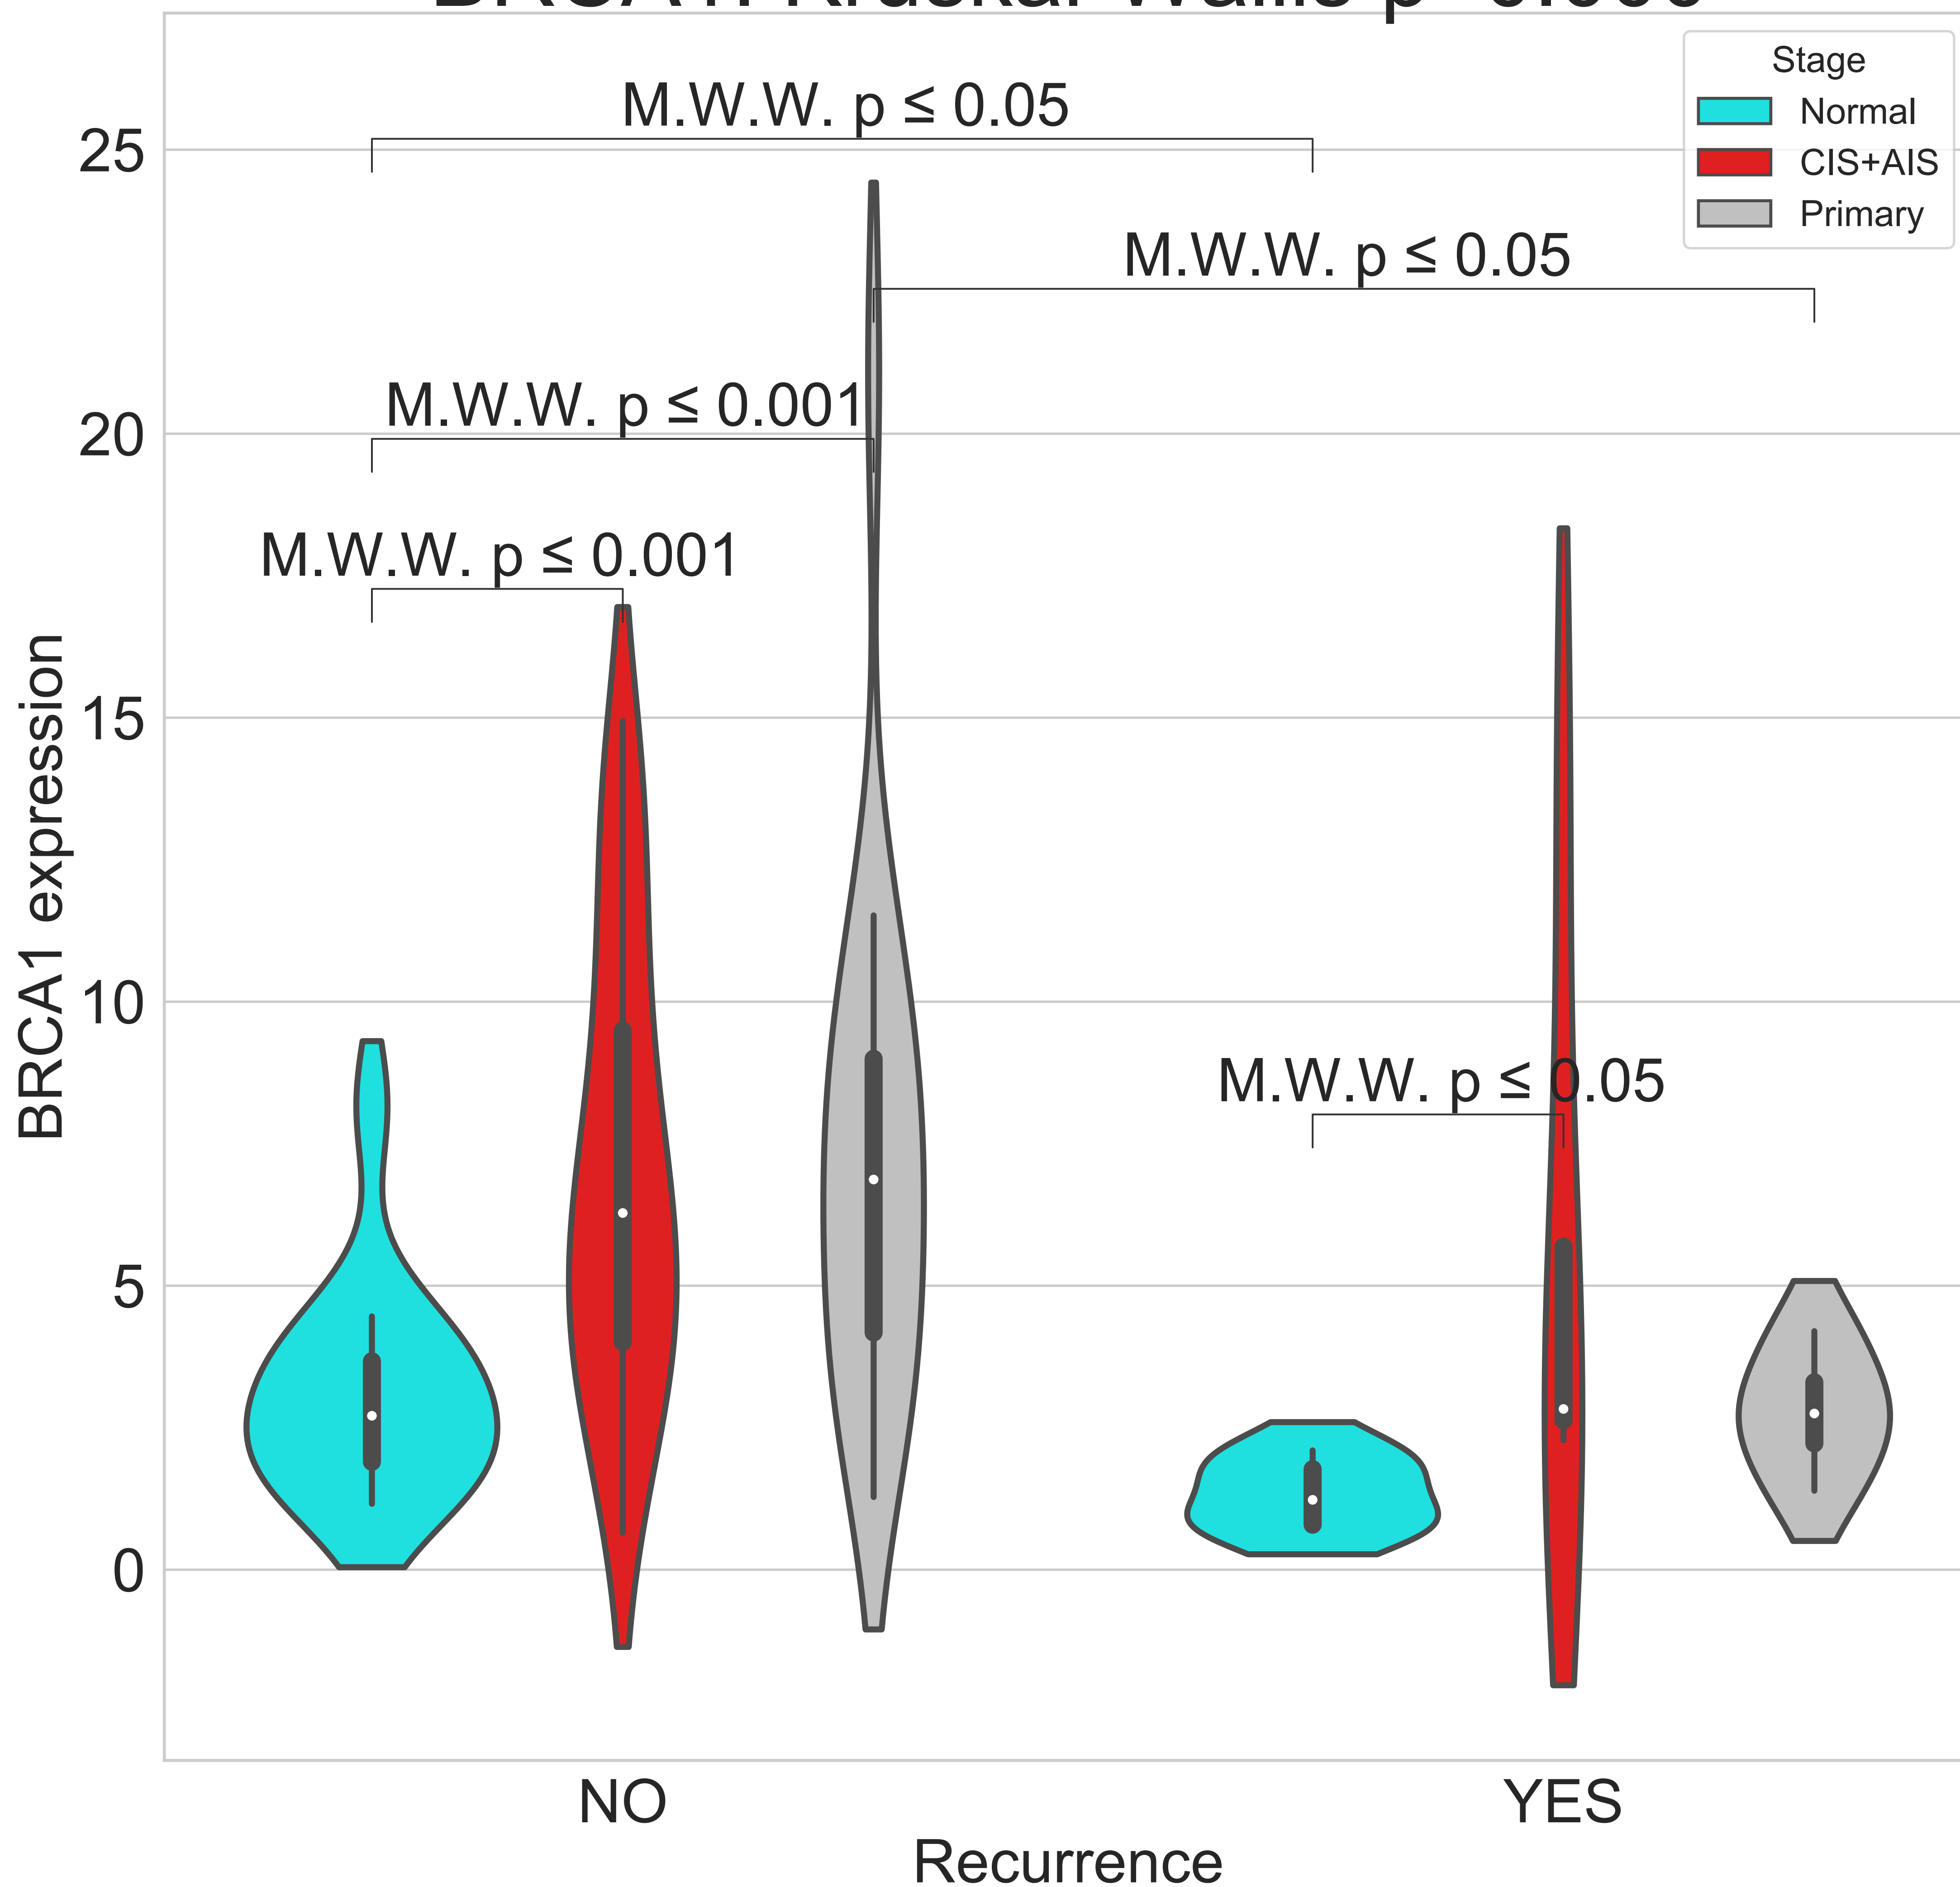 Stage
Normal
CIS+AIS
Primary
M.W.W. p ≤ 0.05
M.W.W. p ≤ 0.05
M.W.W. p ≤ 0.001
M.W.W. p ≤ 0.001
M.W.W. p ≤ 0.05
25
20
15
10
5
0
BRCA1 expression
NO
YES
Recurrence